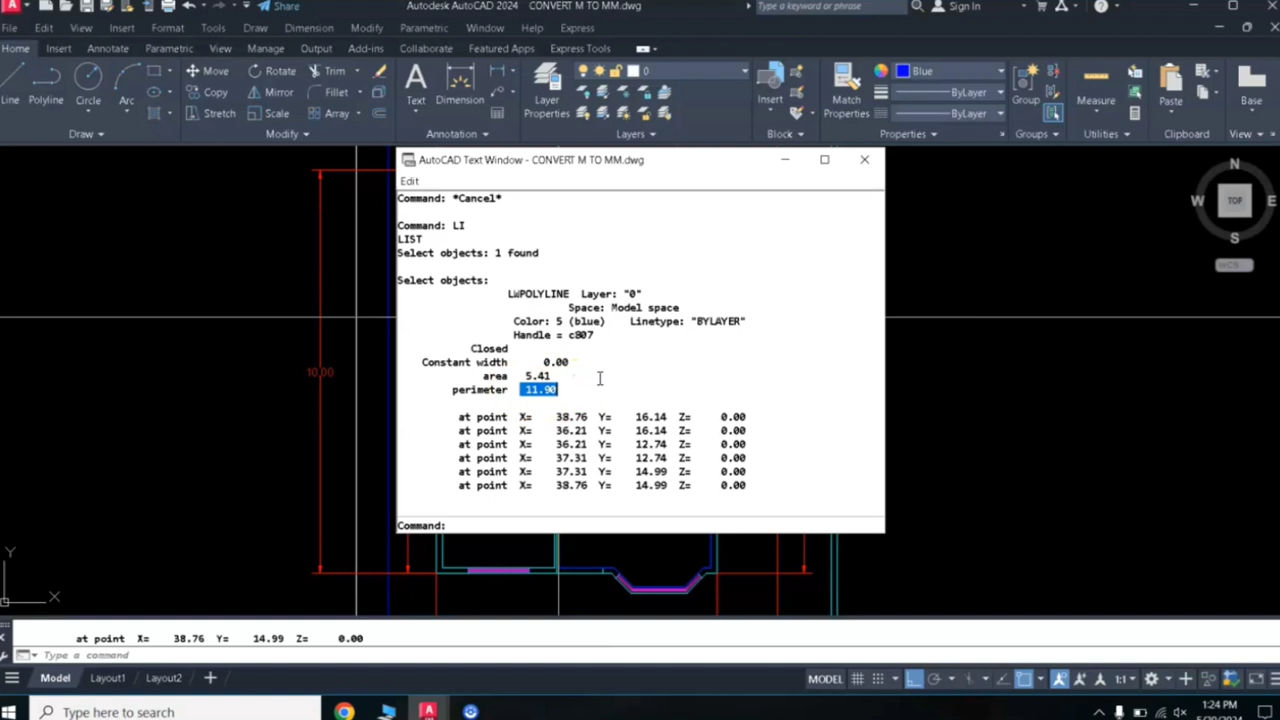 Share
Autodesk AutoCAD 2024 CONVERT M TO MM.dwg
Type a keyword or phrase
Sign In
File Edit View Insert Format Tools Draw Dimension Modify Parametric Window Help Express
Home Insert Annotate Parametric View Manage Output Add-ins Collaborate Featured Apps Express Tools
Line Polyline Circle Arc
Move Rotate Trim
Copy Mirror Fillet
Stretch Scale Array
Text Dimension
Layer Properties
0
Insert
Match Properties
Blue
ByLayer
ByLayer
Group
Measure
Paste
Base
Draw Modify Annotation Layers Block Properties Groups Utilities Clipboard View
AutoCAD Text Window - CONVERT M TO MM.dwg
Edit
Command: *Cancel*
Command: LI
LIST
Select objects: 1 found
Select objects:
LWPOLYLINE Layer: "0"
Space: Model space
Color: 5 (blue) Linetype: "BYLAYER"
Handle = c807
Closed
Constant width 0.00
area 5.41
perimeter 11.90
at point X= 38.76 Y= 16.14 Z= 0.00
at point X= 36.21 Y= 16.14 Z= 0.00
at point X= 36.21 Y= 12.74 Z= 0.00
at point X= 37.31 Y= 12.74 Z= 0.00
at point X= 37.31 Y= 14.99 Z= 0.00
at point X= 38.76 Y= 14.99 Z= 0.00
Command:
10.00
N
W TOP E
S
WCS
Y
X
at point X= 38.76 Y= 14.99 Z= 0.00
Type a command
Model Layout1 Layout2 +
MODEL
1:1
Type here to search
1:24 PM